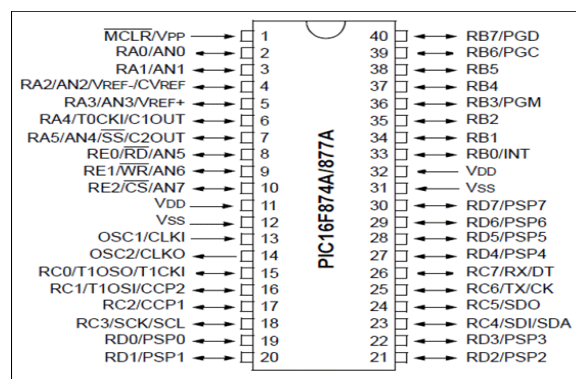 MCLR/VPP 1 40 RB7/PGD
RA0/AN0 2 39 RB6/PGC
RA1/AN1 3 38 RB5
RA2/AN2/VREF-/CVREF 4 37 RB4
RA3/AN3/VREF+ 5 36 RB3/PGM
RA4/T0CKI/C1OUT 6 35 RB2
RA5/AN4/SS/C2OUT 7 34 RB1
RE0/RD/AN5 8 33 RB0/INT
RE1/WR/AN6 9 32 VDD
RE2/CS/AN7 10 31 VSS
VDD 11 30 RD7/PSP7
VSS 12 29 RD6/PSP6
OSC1/CLKI 13 28 RD5/PSP5
OSC2/CLKO 14 27 RD4/PSP4
RC0/T1OSO/T1CKI 15 26 RC7/RX/DT
RC1/T1OSI/CCP2 16 25 RC6/TX/CK
RC2/CCP1 17 24 RC5/SDO
RC3/SCK/SCL 18 23 RC4/SDI/SDA
RD0/PSP0 19 22 RD3/PSP3
RD1/PSP1 20 21 RD2/PSP2
PIC16F874A/877A